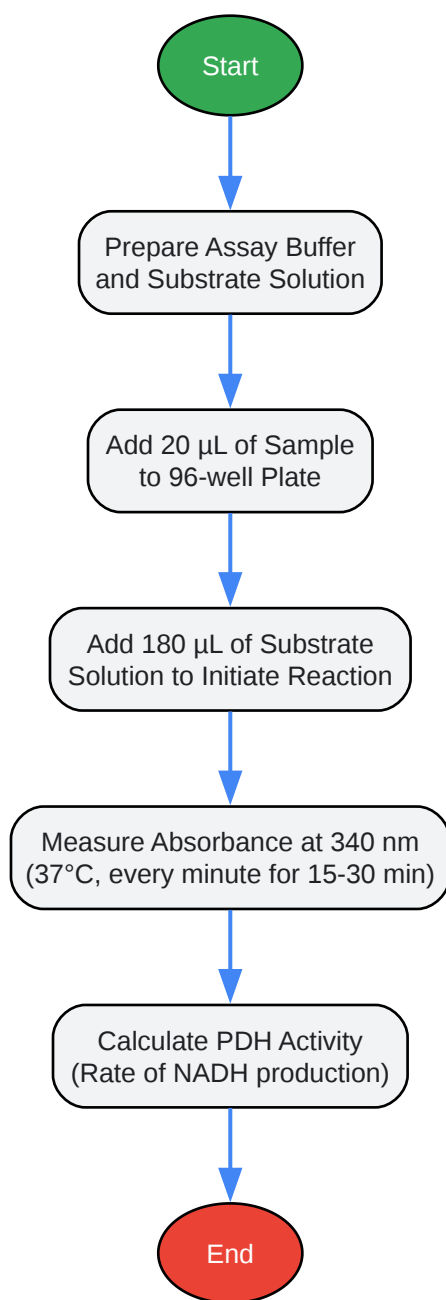 Start
Prepare Assay Buffer
and Substrate Solution
Add 20 µL of Sample
to 96-well Plate
Add 180 µL of Substrate
Solution to Initiate Reaction
Measure Absorbance at 340 nm
(37°C, every minute for 15-30 min)
Calculate PDH Activity
(Rate of NADH production)
End